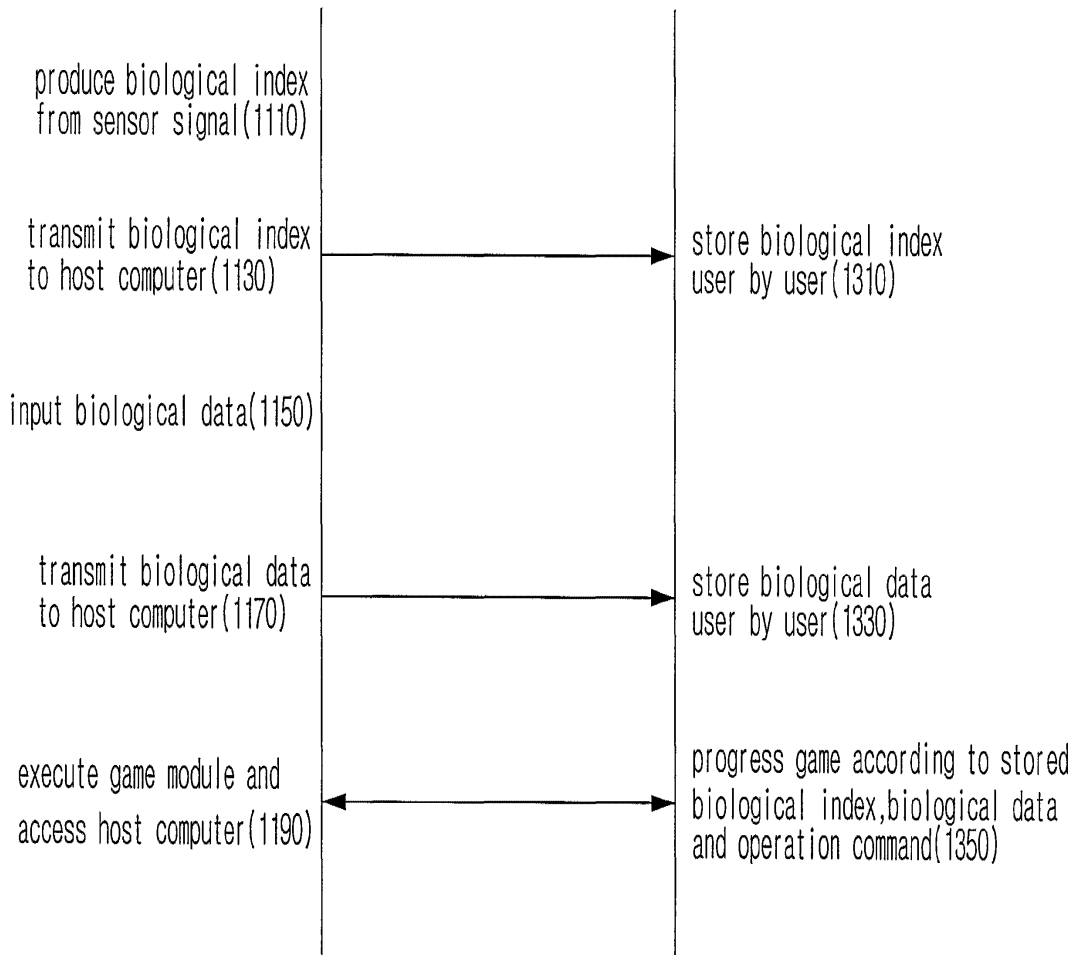 produce biological index
from sensor signal(1110)
transmit biological index
to host computer(1130)
store biological index
user by user(1310)
input biological data(1150)
transmit biological data
to host computer(1170)
store biological data
user by user(1330)
execute game module and
access host computer(1190)
progress game according to stored
biological index,biological data
and operation command(1350)